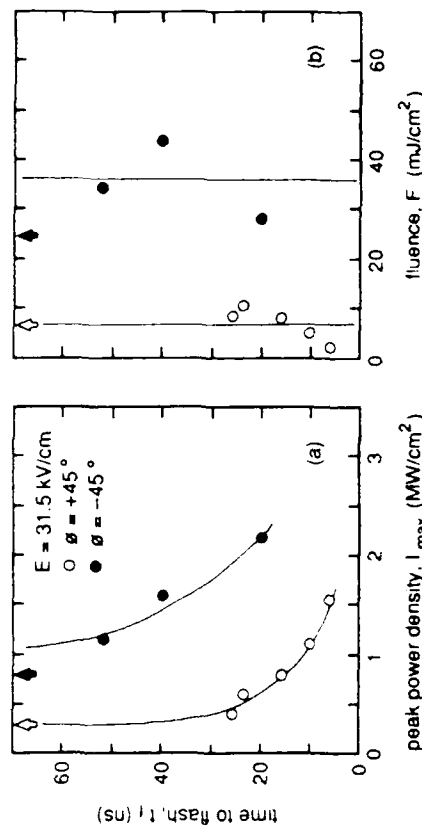 time to flash, t_f (ns)
60
40
20
0
E = 31.5 kV/cm
○ ø = +45°
● ø = −45°
(a)
0
1
2
3
peak power density, I_max (MW/cm²)
(b)
0
20
40
60
fluence, F (mJ/cm²)